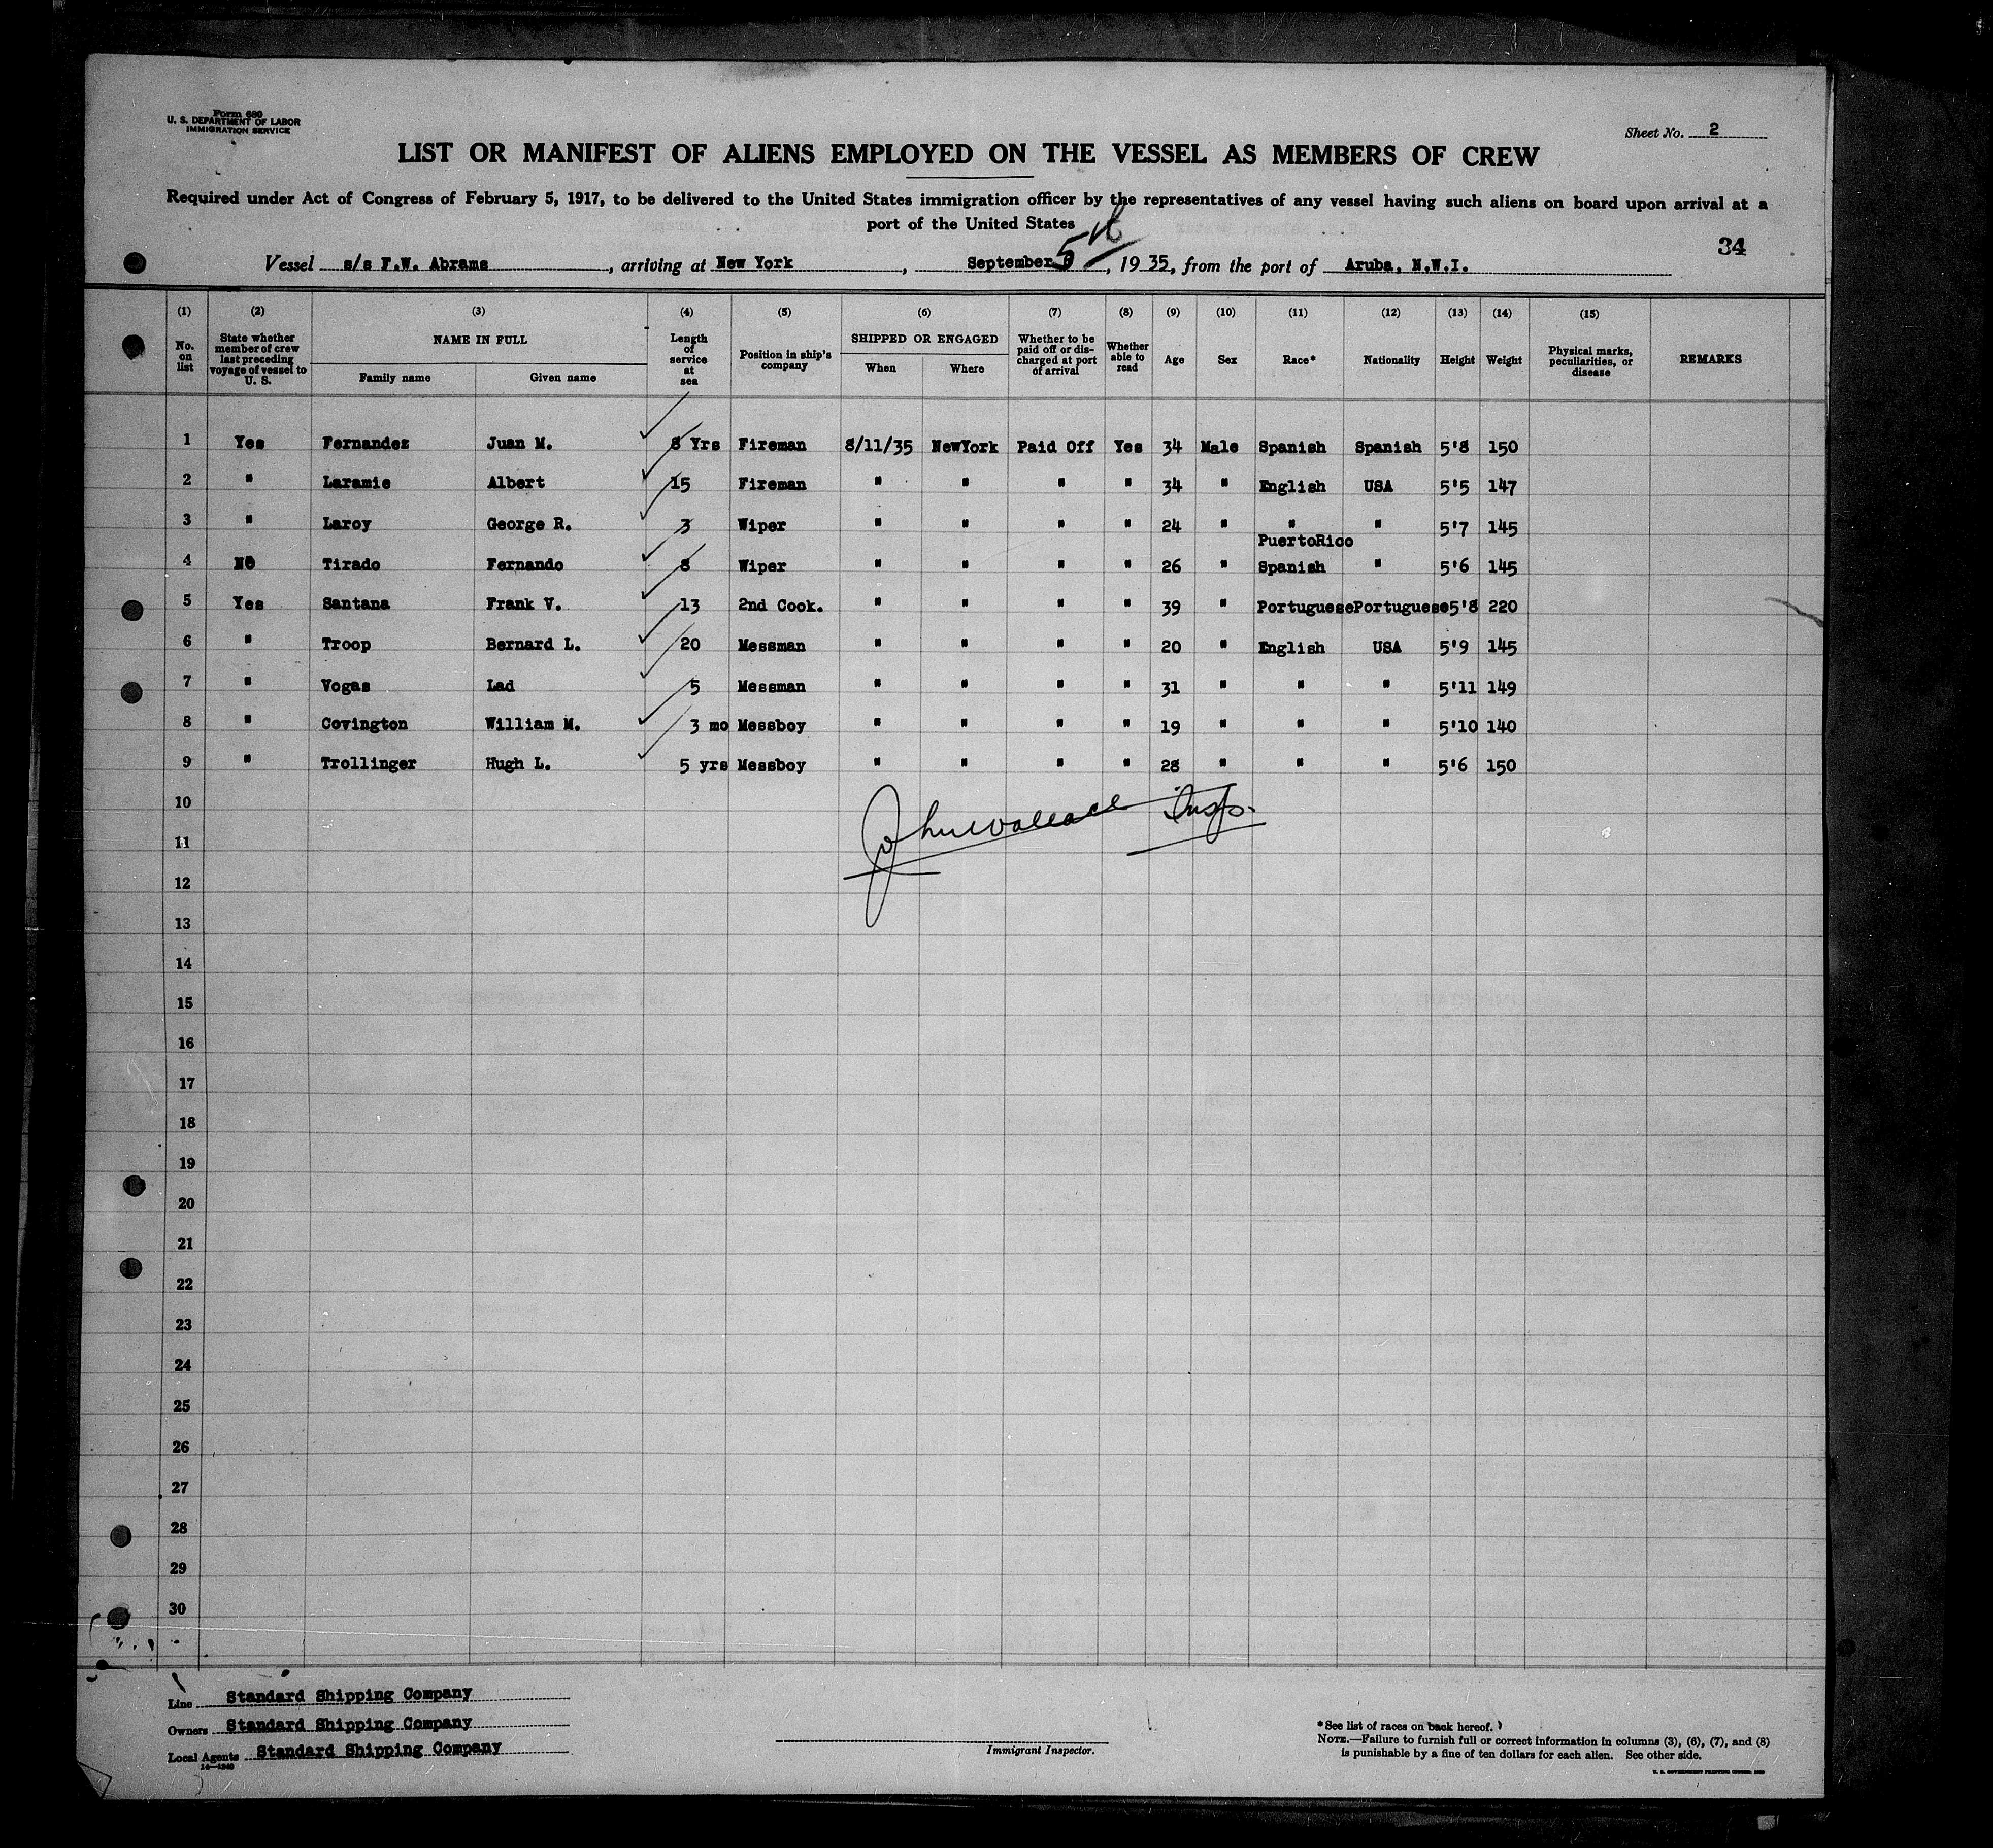 Form 680
U. S. DEPARTMENT OF LABOR
IMMIGRATION SERVICE
Sheet No. 2
LIST OR MANIFEST OF ALIENS EMPLOYED ON THE VESSEL AS MEMBERS OF CREW
Required under Act of Congress of February 5, 1917, to be delivered to the United States immigration officer by the representatives of any vessel having such aliens on board upon arrival at a
port of the United States
34
Vessel s/s F.W. Abrams, arriving at New York, September 5th, 1935, from the port of Aruba, N.W.I.
(1) (2) (3) (4) (5) (6) (7) (8) (9) (10) (11) (12) (13) (14) (15)
No. on list State whether member of crew last preceding voyage of vessel to U. S. NAME IN FULL Family name Given name Length of service at sea Position in ship's company SHIPPED OR ENGAGED When Where Whether to be paid off or discharged at port of arrival Whether able to read Age Sex Race* Nationality Height Weight Physical marks, peculiarities, or disease REMARKS
1 Yes Fernandez Juan M. 8 Yrs Fireman 8/11/35 NewYork Paid Off Yes 34 Male Spanish Spanish 5'8 150
2 " Laramie Albert 15 Fireman " " " " 34 " English USA 5'5 147
3 " Laroy George R. 3 Wiper " " " " 24 " " " 5'7 145
PuertoRico
4 No Tirado Fernando 8 Wiper " " " " 26 " Spanish " 5'6 145
5 Yes Santana Frank V. 13 2nd Cook. " " " " 39 " Portuguese Portuguese 5'8 220
6 " Troop Bernard L. 20 Messman " " " " 20 " English USA 5'9 145
7 " Vogas Lad 5 Messman " " " " 31 " " " 5'11 149
8 " Covington William M. 3 mo Messboy " " " " 19 " " " 5'10 140
9 " Trollinger Hugh L. 5 yrs Messboy " " " " 28 " " " 5'6 150
10
John Wallace Insp.
11
12
13
14
15
16
17
18
19
20
21
22
23
24
25
26
27
28
29
30
Line Standard Shipping Company
Owners Standard Shipping Company
Local Agents Standard Shipping Company
Immigrant Inspector.
*See list of races on back hereof.
NOTE.—Failure to furnish full or correct information in columns (3), (6), (7), and (8)
is punishable by a fine of ten dollars for each alien. See other side.